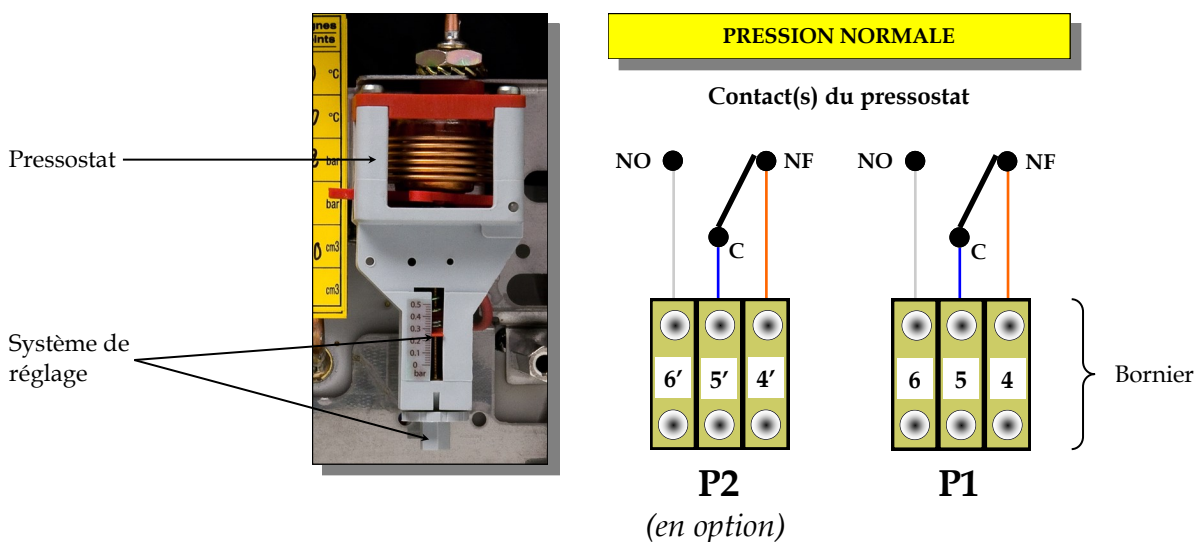 PRESSION NORMALE
Contact(s) du pressostat
Pressostat
Système de
réglage
gnes
oints
°C
°C
bar
bar
cm3
cm3
0.5
0.4
0.3
0.2
0.1
0
bar
NO
NF
C
NO
NF
C
6’
5’
4’
6
5
4
Bornier
P2
(en option)
P1